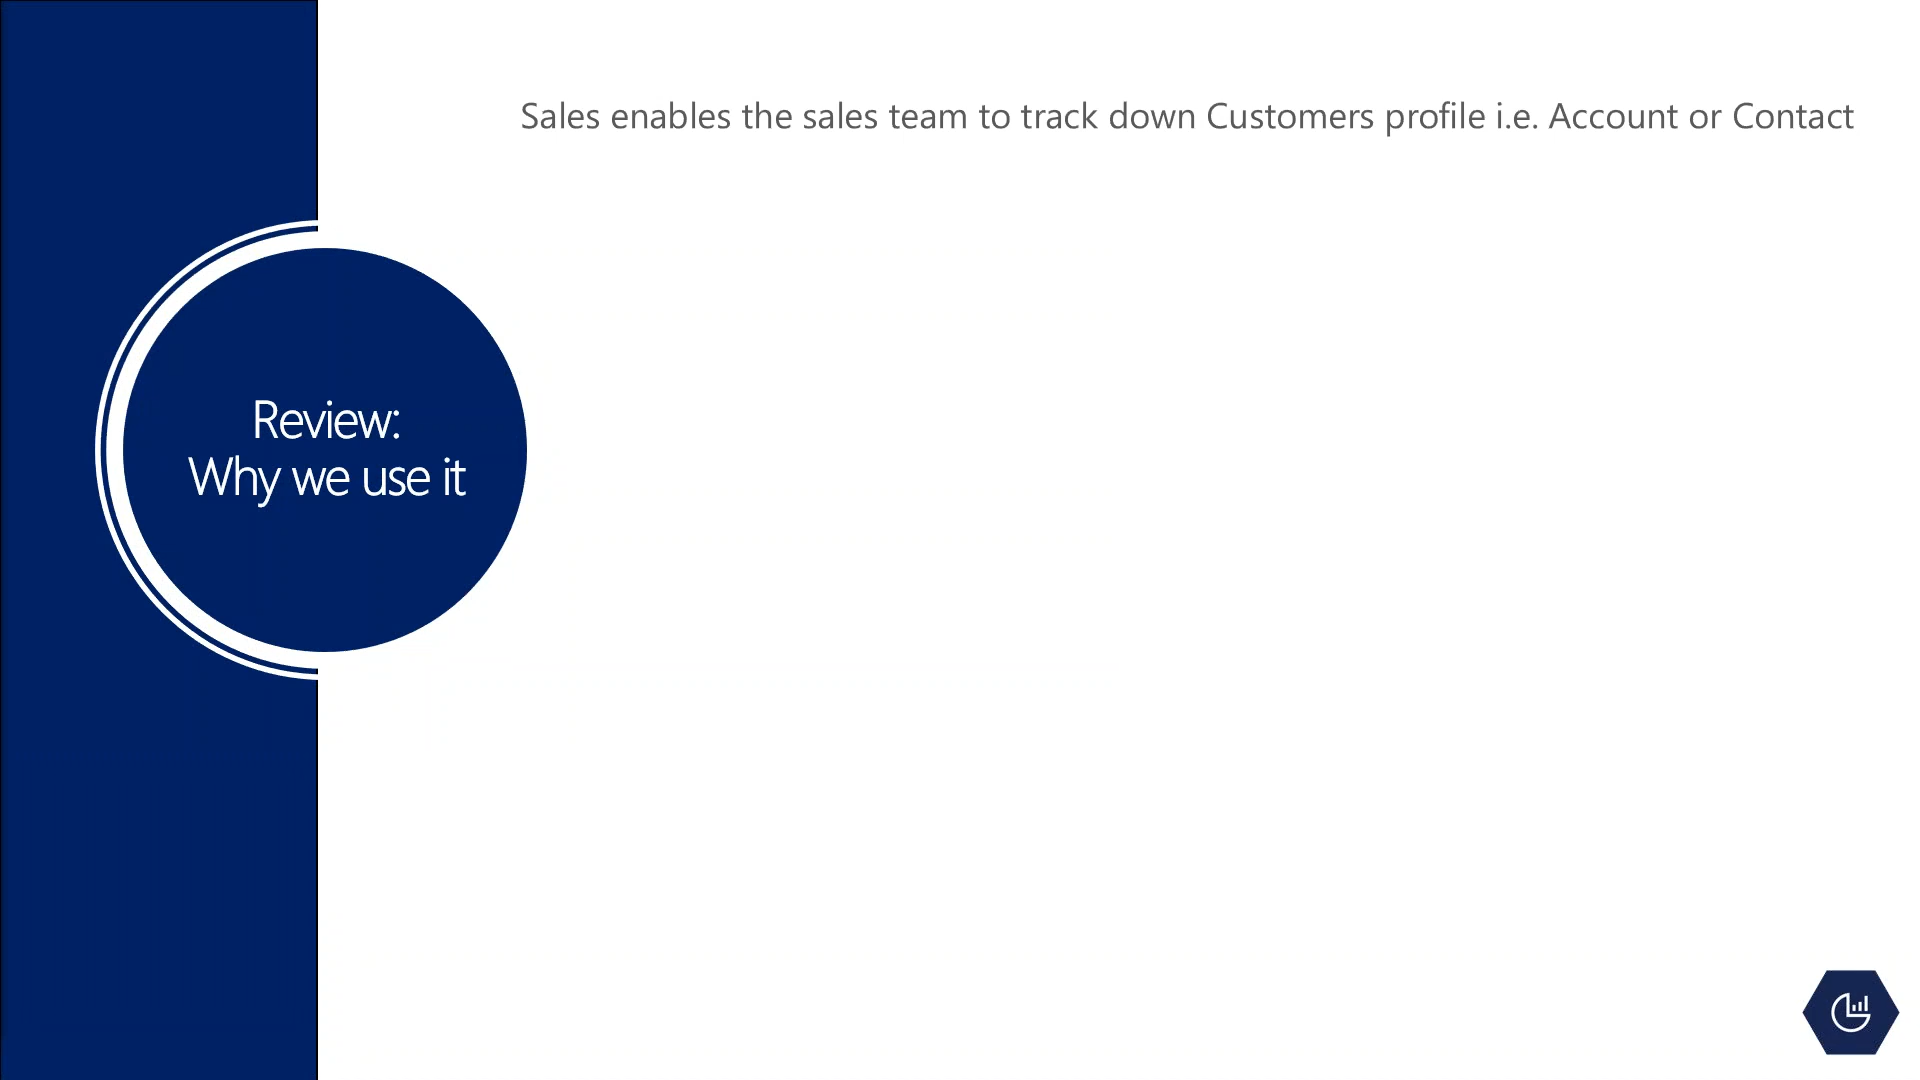 Sales enables the sales team to track down Customers profile i.e. Account or Contact
Review:
Why we use it